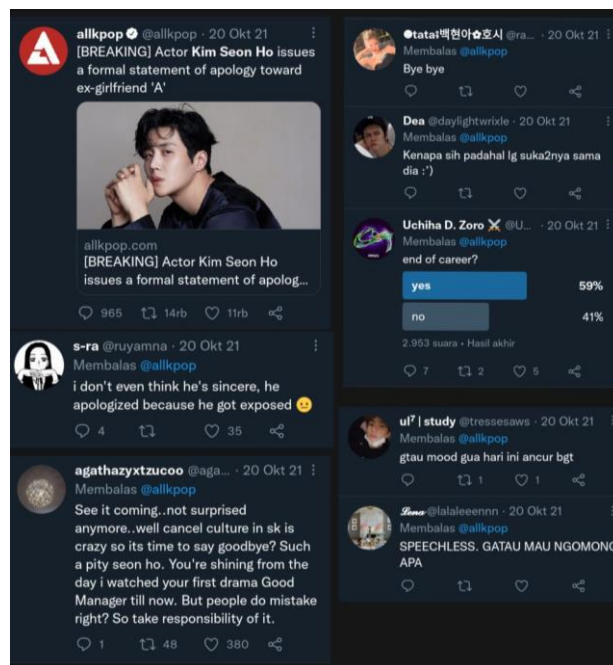 allkpop @allkpop · 20 Okt 21
[BREAKING] Actor Kim Seon Ho issues
a formal statement of apology toward
ex-girlfriend 'A'
allkpop.com
[BREAKING] Actor Kim Seon Ho
issues a formal statement of apolog...
965 14rb 11rb
s-ra @ruyamna · 20 Okt 21
Membalas @allkpop
i don't even think he's sincere, he
apologized because he got exposed 😐
4 35
agathazyxtzucoo @aga... · 20 Okt 21
Membalas @allkpop
See it coming..not surprised
anymore..well cancel culture in sk is
crazy so its time to say goodbye? Such
a pity seon ho. You're shining from the
day i watched your first drama Good
Manager till now. But people do mistake
right? So take responsibility of it.
1 48 380
백현아✿호시 @ra... · 20 Okt 21
Membalas @allkpop
Bye bye
Dea @daylightwrixle · 20 Okt 21
Membalas @allkpop
Kenapa sih padahal lg suka2nya sama
dia :')
Uchiha D. Zoro ⚔ @U... · 20 Okt 21
Membalas @allkpop
end of career?
yes 59%
no 41%
2.953 suara • Hasil akhir
7 2 5
ul⁷ | study @tressesaws · 20 Okt 21
Membalas @allkpop
gtau mood gua hari ini ancur bgt
1 1
Lena @lalaleeennn · 20 Okt 21
Membalas @allkpop
SPEECHLESS. GATAU MAU NGOMONG
APA